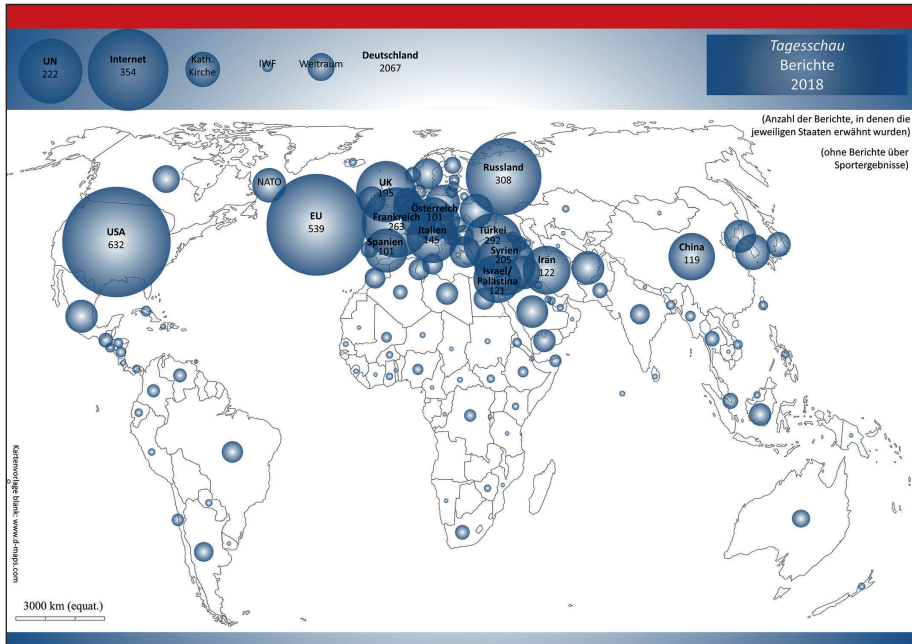 UN
222
Internet
354
Kath.
Kirche
IWF
Weltraum
Deutschland
2067
Tagesschau
Berichte
2018
(Anzahl der Berichte, in denen die
jeweiligen Staaten erwähnt wurden)
(ohne Berichte über
Sportergebnisse)
NATO
UK
195
Russland
308
USA
632
EU
539
Österreich
101
Frankreich
263
Italien
145
Türkei
292
Spanien
101
Syrien
205
Iran
122
Israel/
Palästina
121
China
119
Kartenvorlage blank: www.d-maps.com
3000 km (equat.)